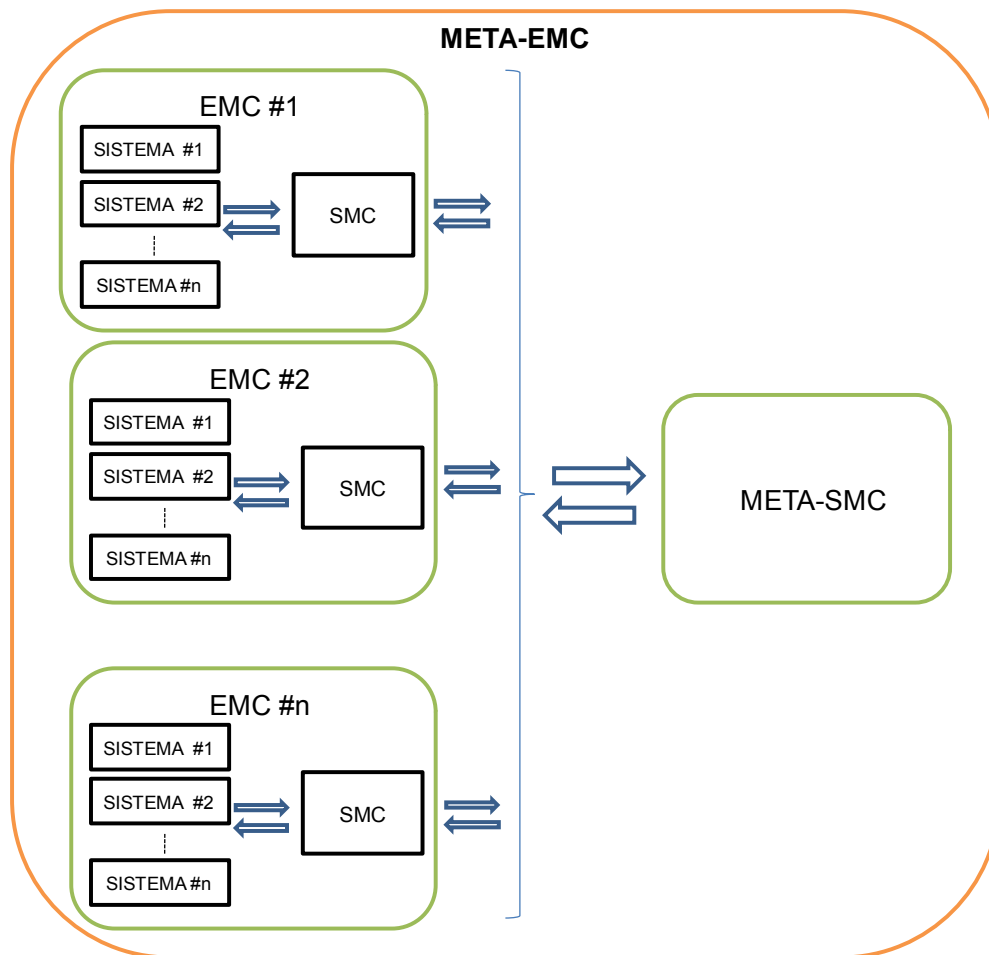 META-EMC
EMC #1
SISTEMA #1
SISTEMA #2
SISTEMA #n
SMC
EMC #2
SISTEMA #1
SISTEMA #2
SISTEMA #n
SMC
EMC #n
SISTEMA #1
SISTEMA #2
SISTEMA #n
SMC
META-SMC